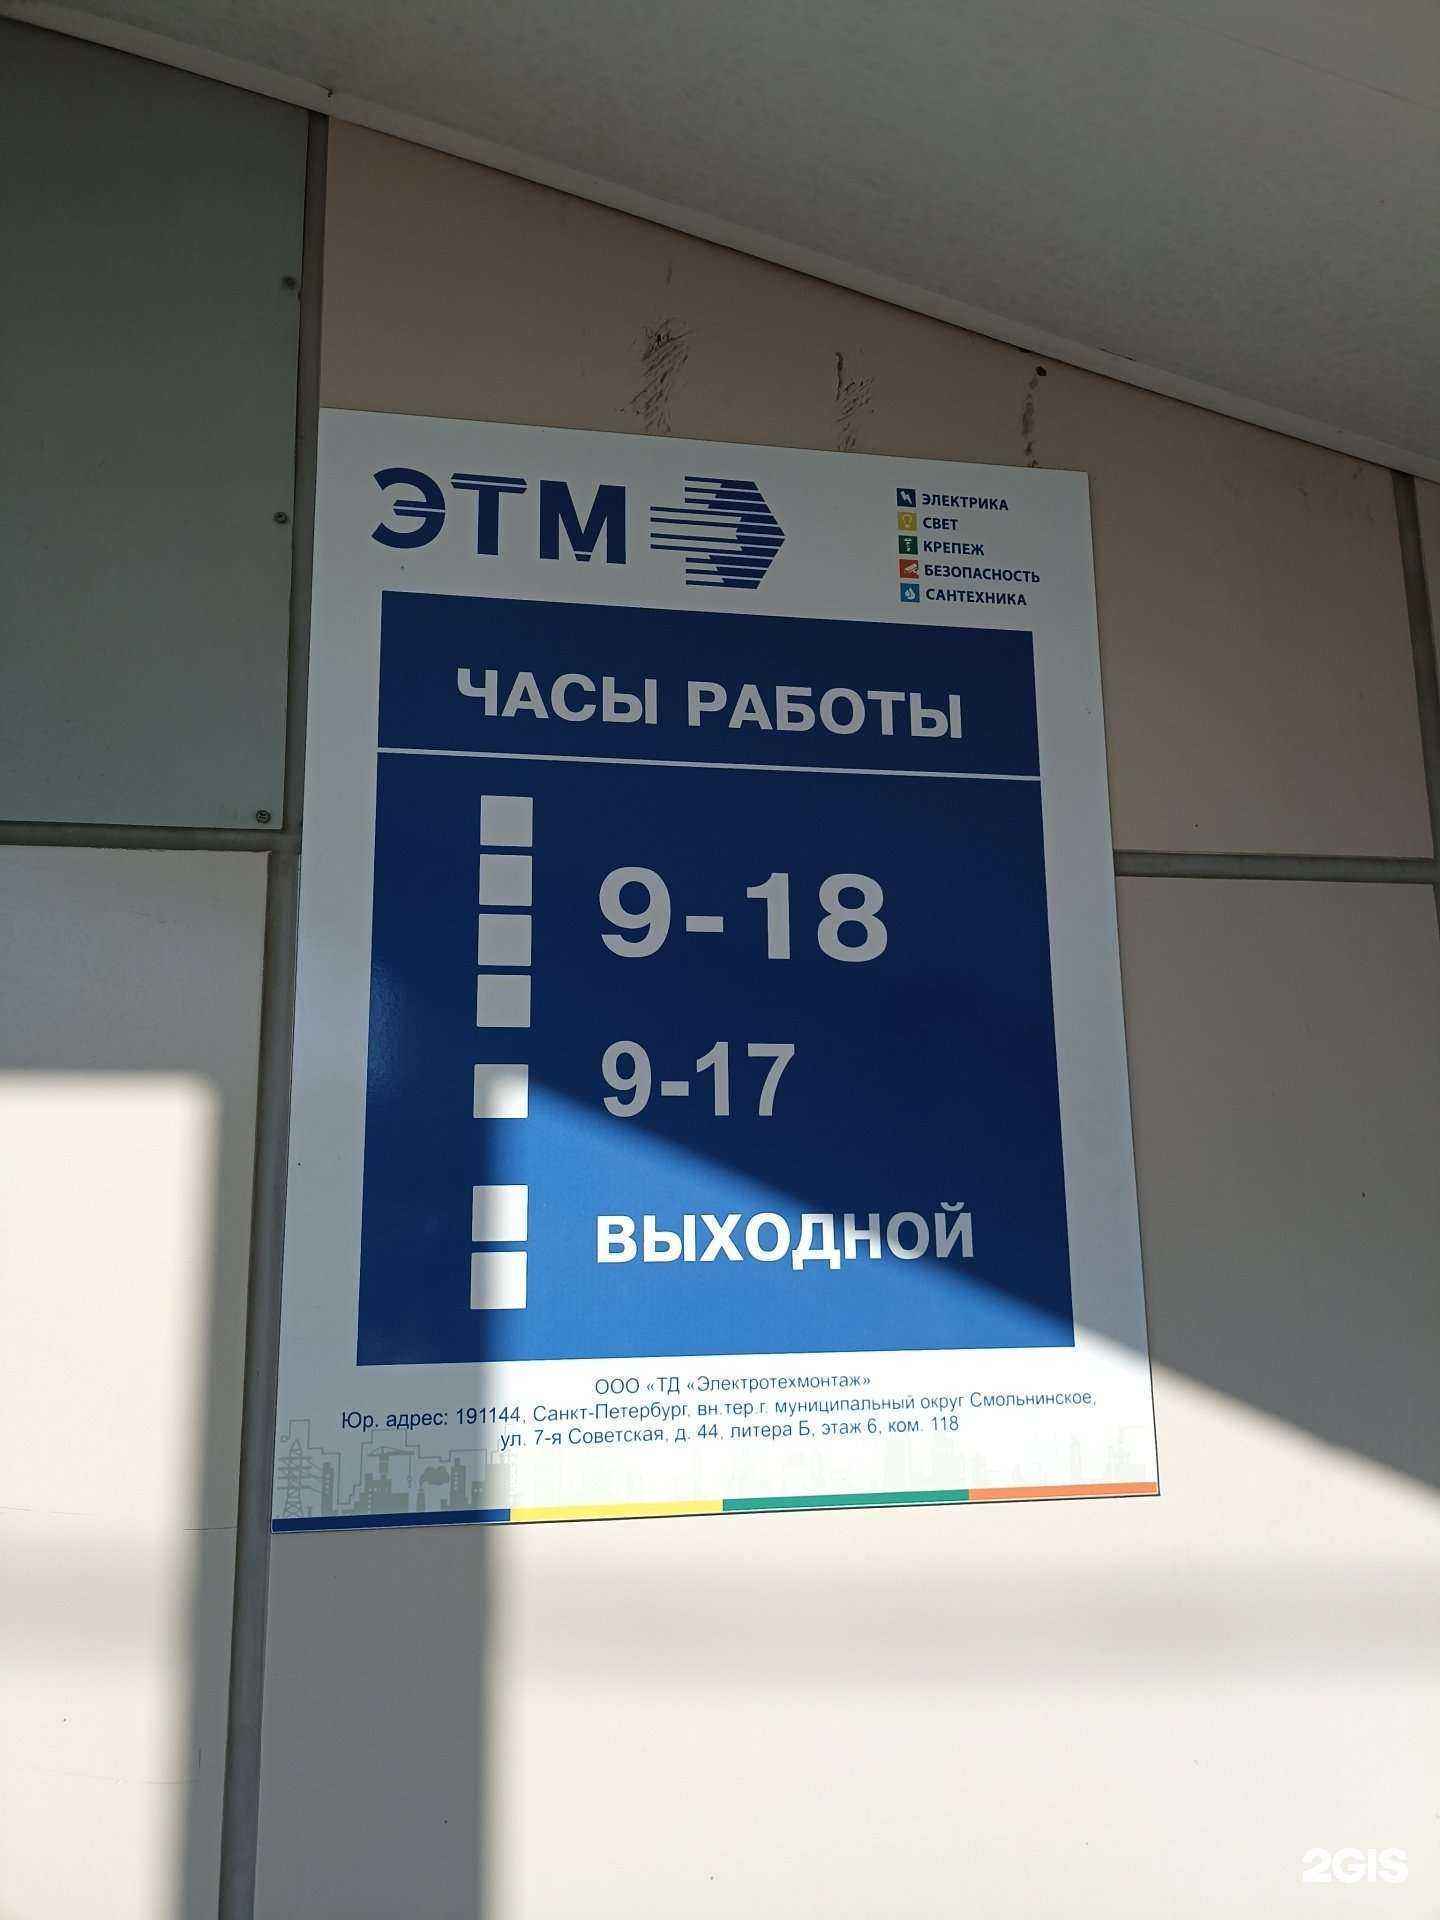 ЭТМ
ЭЛЕКТРИКА
СВЕТ
КРЕПЕЖ
БЕЗОПАСНОСТЬ
САНТЕХНИКА
ЧАСЫ РАБОТЫ
9-18
9-17
ВЫХОДНОЙ
ООО «ТД «Электротехмонтаж»
Юр. адрес: 191144, Санкт-Петербург, вн.тер.г. муниципальный округ Смольнинское,
ул. 7-я Советская, д. 44, литера Б, этаж 6, ком. 118
2GIS